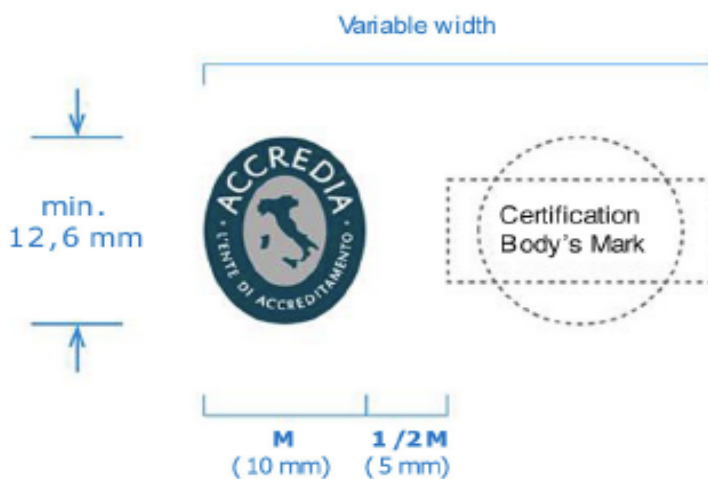 Variable width
min.
12,6 mm
ACCREDIA
· L'ENTE DI ACCREDITAMENTO ·
Certification
Body's Mark
M
(10 mm)
1/2M
(5 mm)